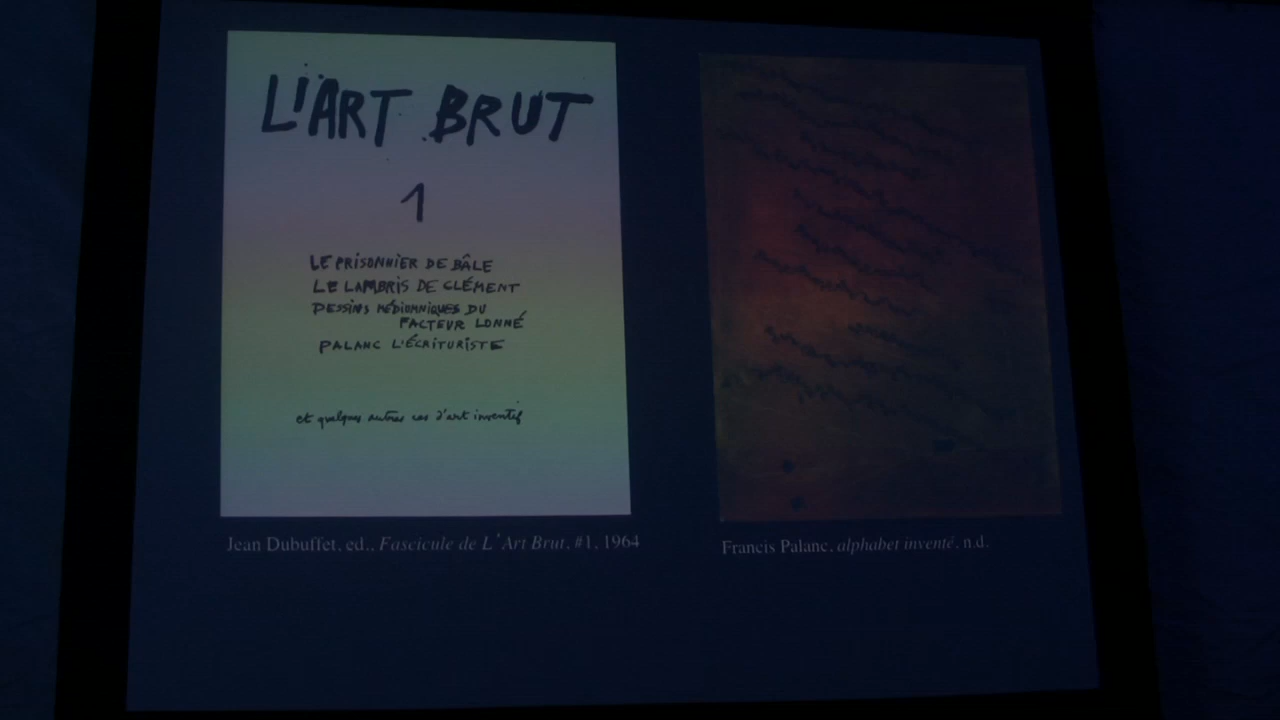 L'ART BRUT
1
LE PRISONNIER DE BÂLE
LE LAMBRIS DE CLÉMENT
DESSINS MÉDIUMNIQUES DU
FACTEUR LONNÉ
PALANC L'ÉCRITURISTE
et quelques autres cas d'art inventif
Jean Dubuffet, ed., Fascicule de L'Art Brut, #1, 1964
Francis Palanc, alphabet inventé, n.d.